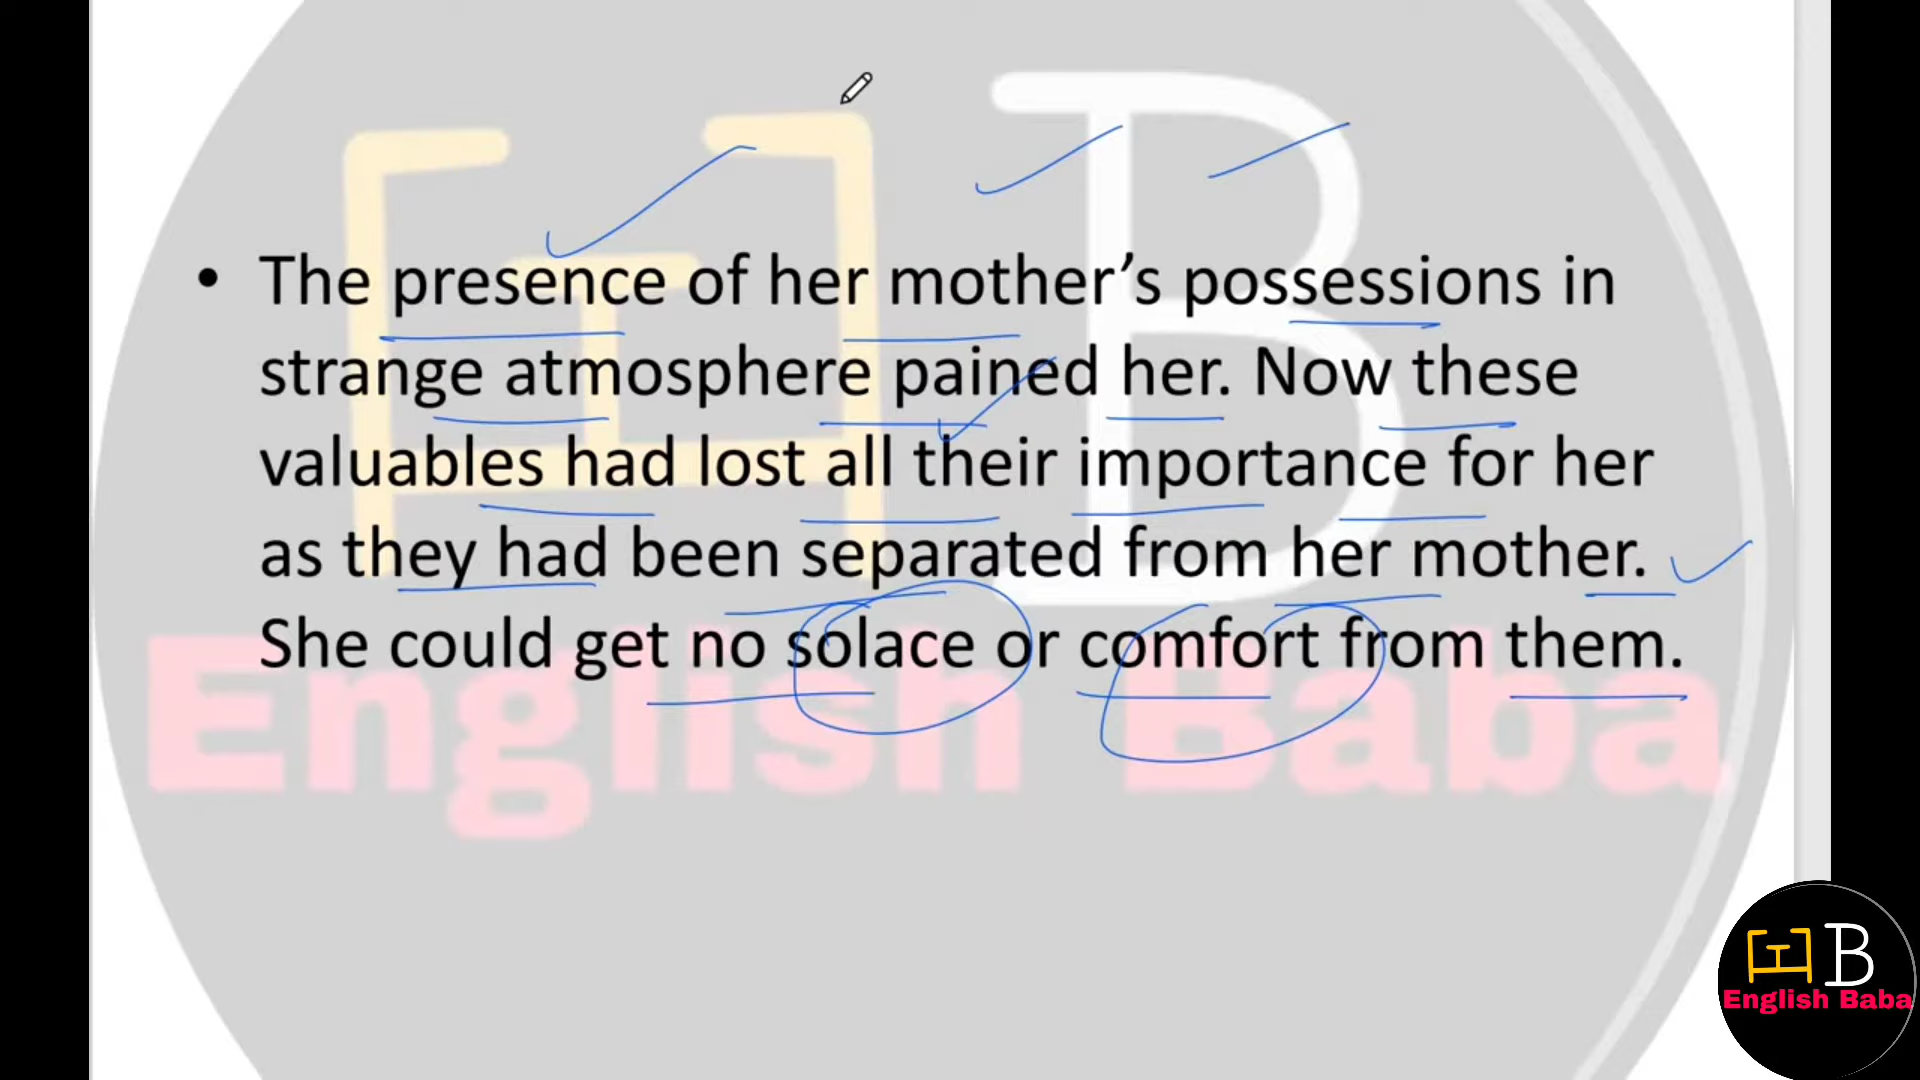 • The presence of her mother’s possessions in
strange atmosphere pained her. Now these
valuables had lost all their importance for her
as they had been separated from her mother.
She could get no solace or comfort from them.
English Baba
B
English Baba